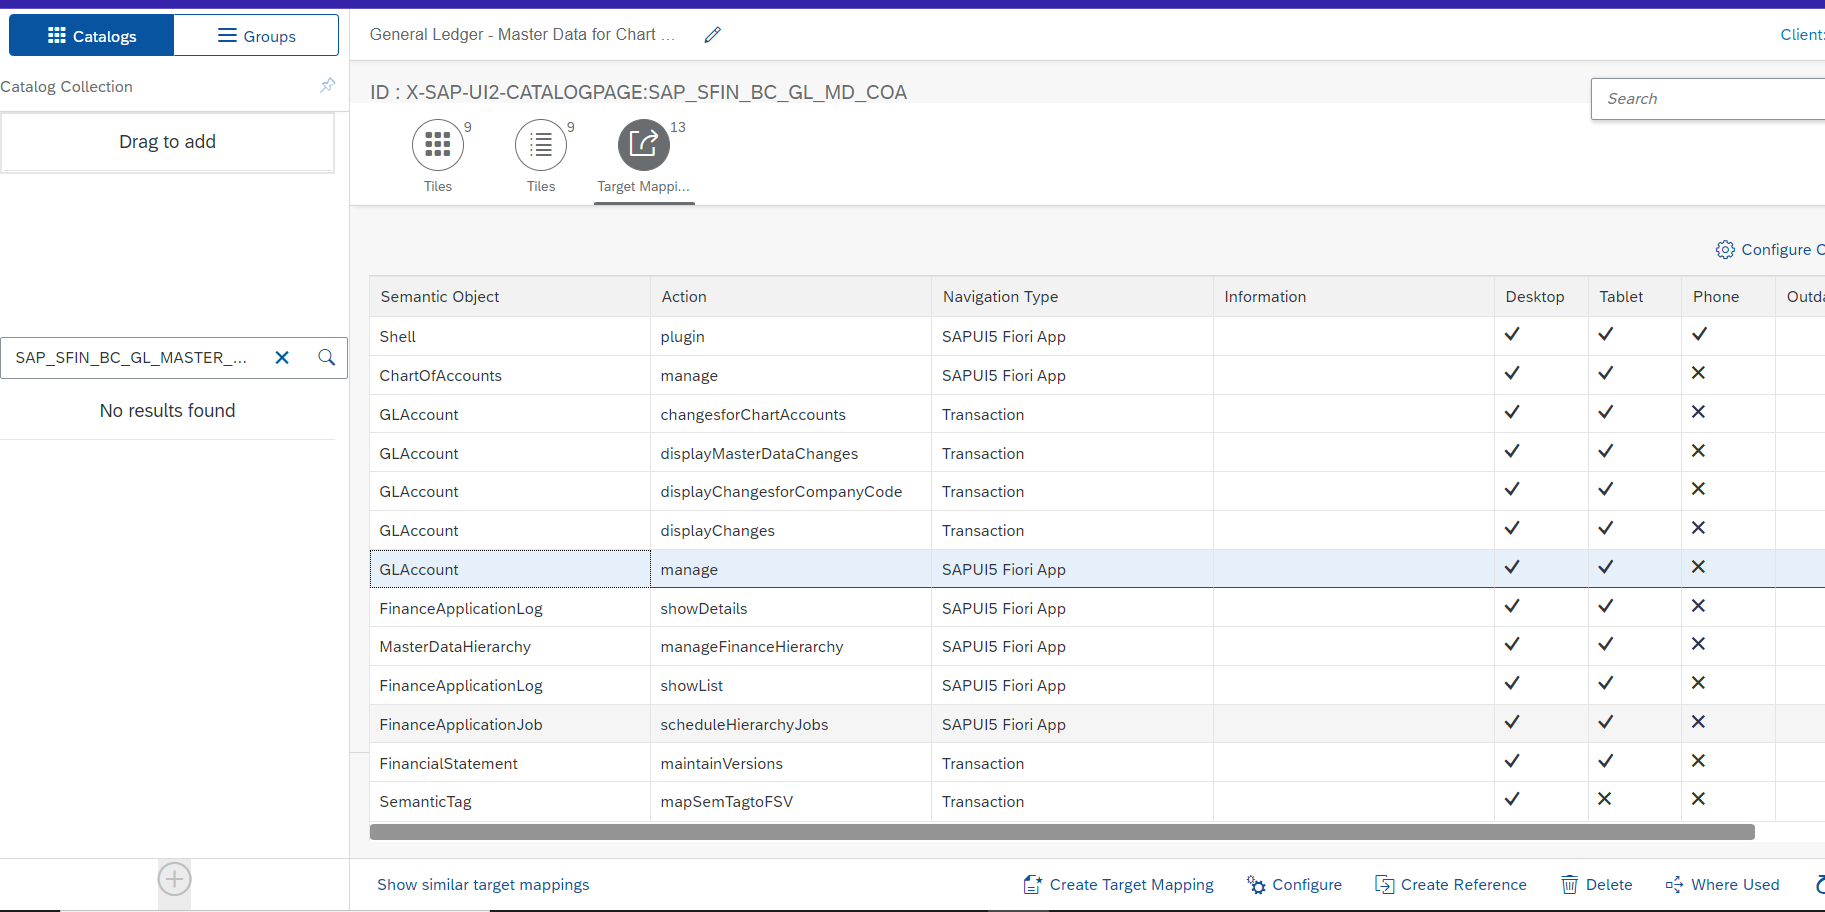 Catalogs
Groups
General Ledger - Master Data for Chart ...
Client:
Catalog Collection
ID : X-SAP-UI2-CATALOGPAGE:SAP_SFIN_BC_GL_MD_COA
Search
Drag to add
9
9
13
Tiles
Tiles
Target Mappi...
Configure C
Semantic Object Action Navigation Type Information Desktop Tablet Phone Outda
Shell plugin SAPUI5 Fiori App
ChartOfAccounts manage SAPUI5 Fiori App
GLAccount changesforChartAccounts Transaction
GLAccount displayMasterDataChanges Transaction
GLAccount displayChangesforCompanyCode Transaction
GLAccount displayChanges Transaction
GLAccount manage SAPUI5 Fiori App
FinanceApplicationLog showDetails SAPUI5 Fiori App
MasterDataHierarchy manageFinanceHierarchy SAPUI5 Fiori App
FinanceApplicationLog showList SAPUI5 Fiori App
FinanceApplicationJob scheduleHierarchyJobs SAPUI5 Fiori App
FinancialStatement maintainVersions Transaction
SemanticTag mapSemTagtoFSV Transaction
SAP_SFIN_BC_GL_MASTER_...
No results found
Show similar target mappings
Create Target Mapping
Configure
Create Reference
Delete
Where Used